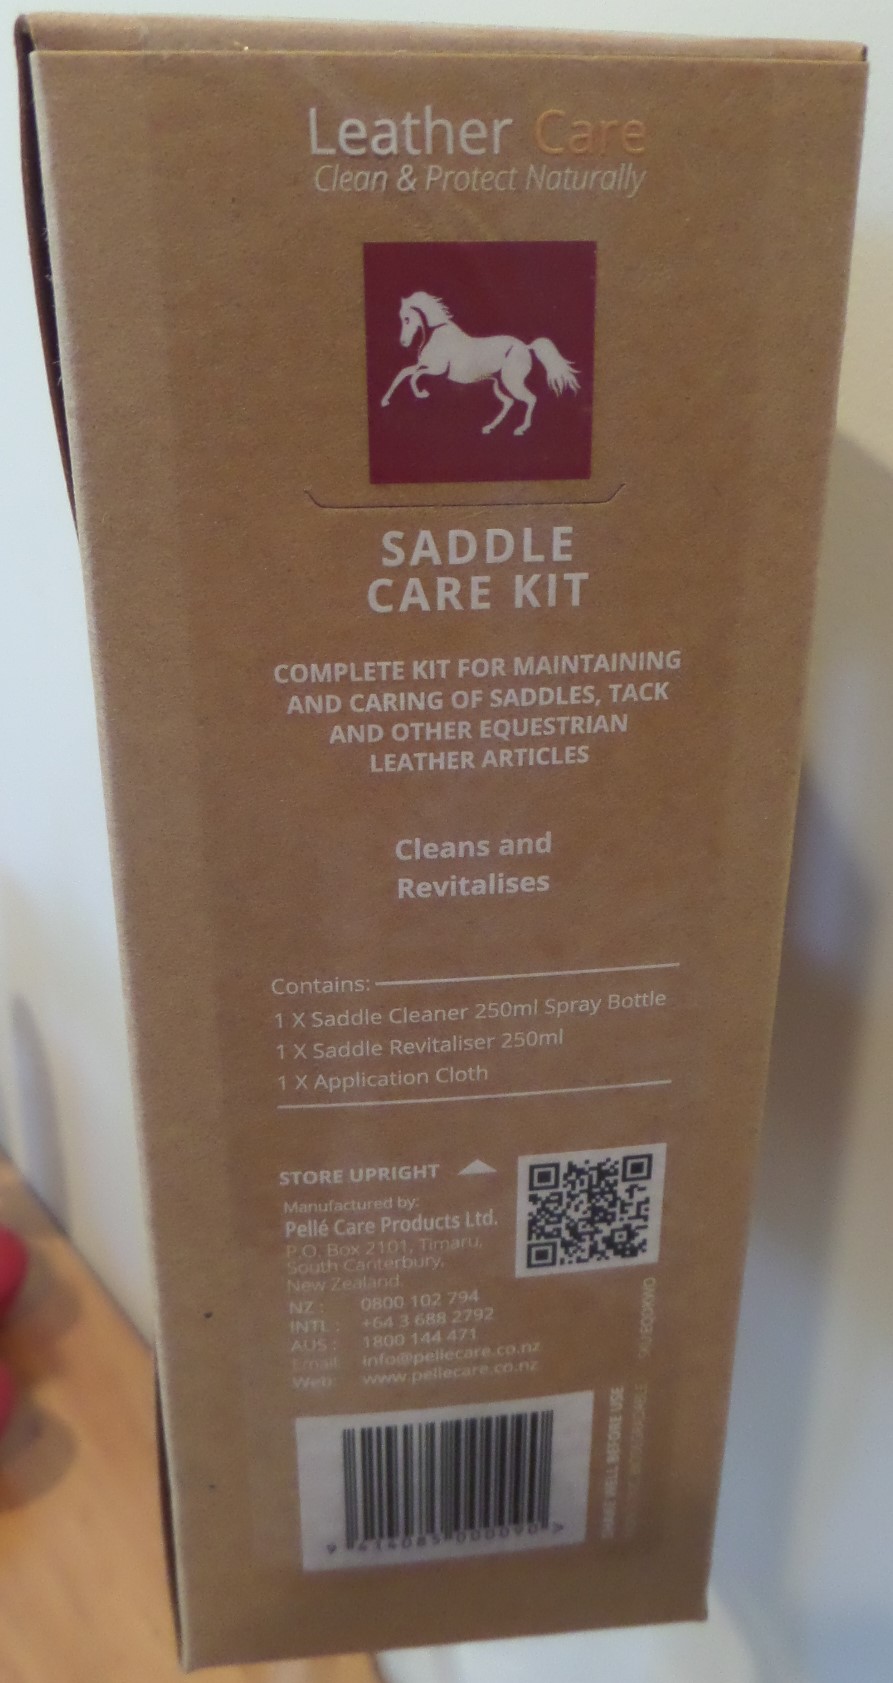 Leather Care
Clean & Protect Naturally
SADDLE
CARE KIT
COMPLETE KIT FOR MAINTAINING
AND CARING OF SADDLES, TACK
AND OTHER EQUESTRIAN
LEATHER ARTICLES
Cleans and
Revitalises
Contains:
1 X Saddle Cleaner 250ml Spray Bottle
1 X Saddle Revitaliser 250ml
1 X Application Cloth
STORE UPRIGHT
Manufactured by:
Pellé Care Products Ltd.
P.O. Box 2101, Timaru,
South Canterbury,
New Zealand.
NZ : 0800 102 794
INTL : +64 3 688 2792
AUS : 1800 144 471
Email: info@pellecare.co.nz
Web: www.pellecare.co.nz
SHAKE WELL BEFORE USE
9 414085 000090 >